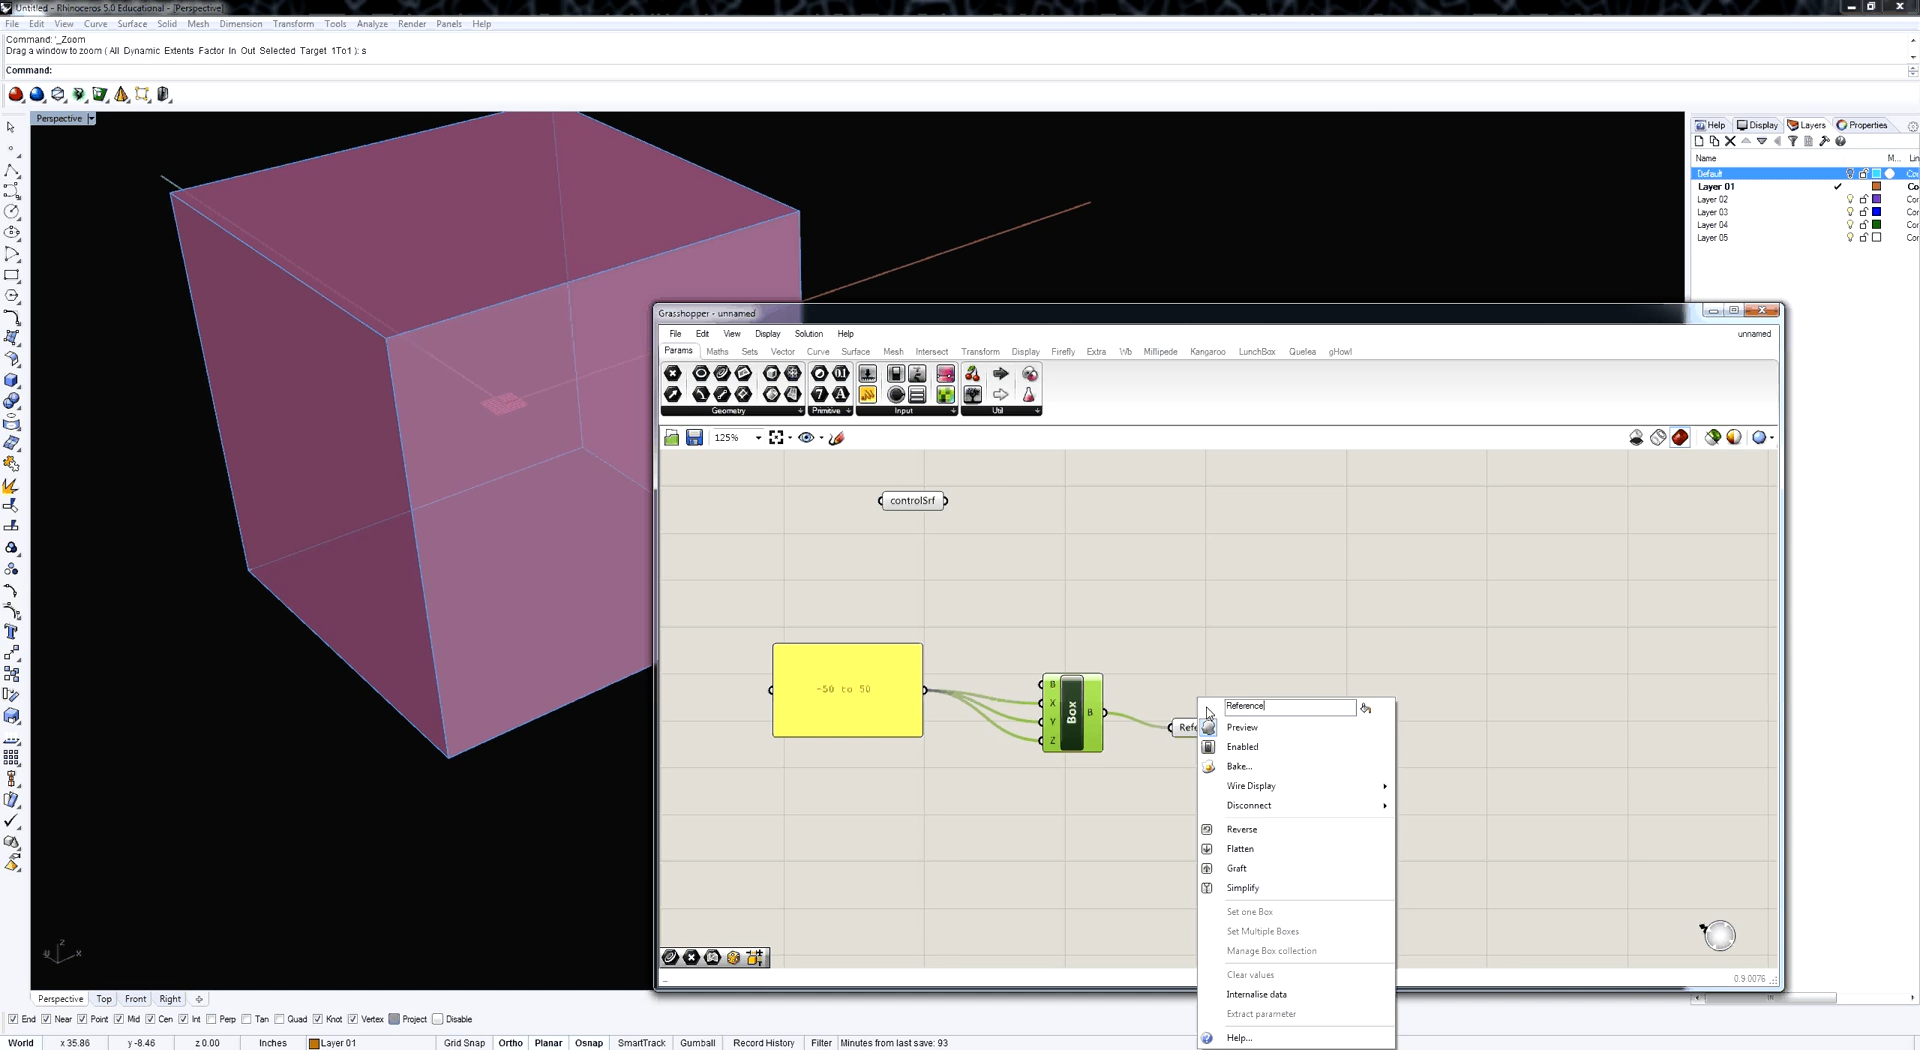 Untitled - Rhinoceros 5.0 Educational - [Perspective]
File Edit View Curve Surface Solid Mesh Dimension Transform Tools Analyze Render Panels Help
Command: '_Zoom
Drag a window to zoom ( All Dynamic Extents Factor In Out Selected Target 1To1 ): s
Command:
Perspective
Help Display Layers Properties
Name M... Lin
Default Cor
Layer 01 Co
Layer 02 Cor
Layer 03 Cor
Layer 04 Cor
Layer 05 Cor
Grasshopper - unnamed
File Edit View Display Solution Help unnamed
Params Maths Sets Vector Curve Surface Mesh Intersect Transform Display Firefly Extra Wb Millipede Kangaroo LunchBox Quelea gHowl
Geometry Primitive Input Util
125%
controlSrf
-50 to 50
B
X
Y
Z
Box
B
Refe
Reference
Preview
Enabled
Bake...
Wire Display
Disconnect
Reverse
Flatten
Graft
Simplify
Set one Box
Set Multiple Boxes
Manage Box collection
Clear values
Internalise data
Extract parameter
Help...
0.9.0076
z
y x
Perspective Top Front Right
End Near Point Mid Cen Int Perp Tan Quad Knot Vertex Project Disable
World x 35.86 y -8.46 z 0.00 Inches Layer 01 Grid Snap Ortho Planar Osnap SmartTrack Gumball Record History Filter Minutes from last save: 93